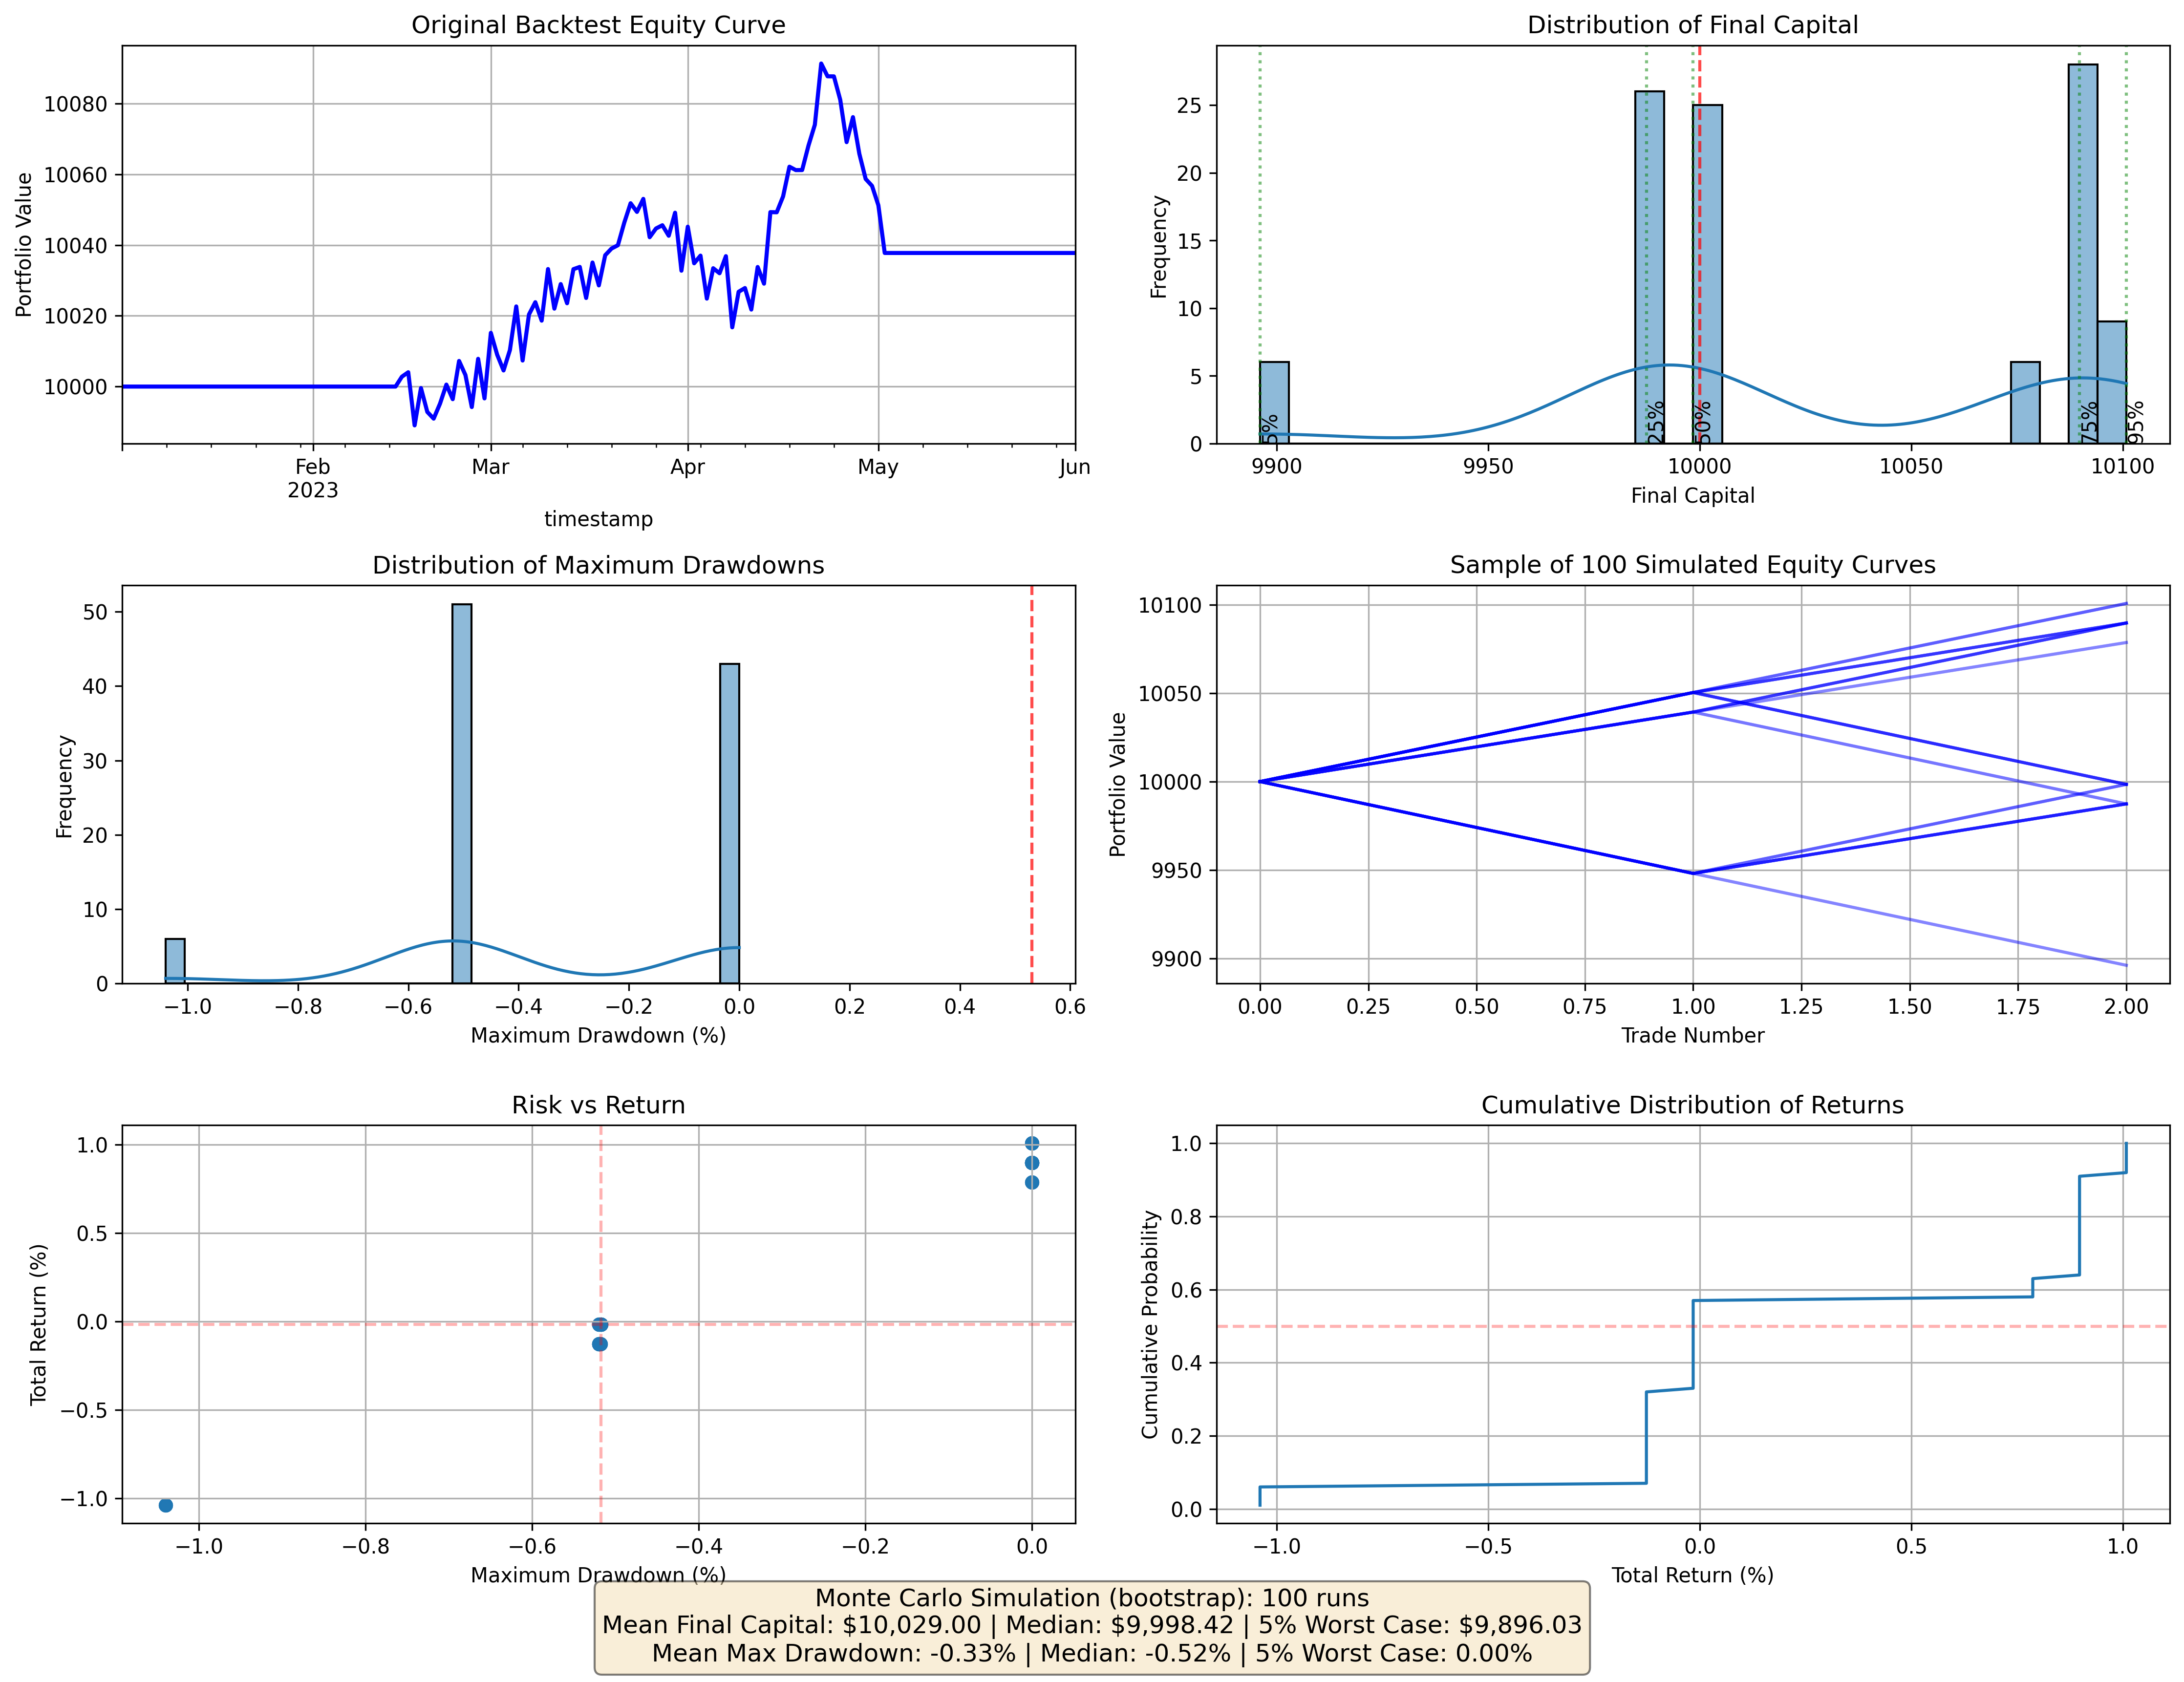 Original Backtest Equity Curve
Portfolio Value
10080
10060
10040
10020
10000
Feb
2023
Mar
Apr
May
Jun
timestamp
Distribution of Final Capital
Frequency
25
20
15
10
5
0
5%
25%
50%
75%
95%
9900
9950
10000
10050
10100
Final Capital
Distribution of Maximum Drawdowns
Frequency
50
40
30
20
10
0
−1.0
−0.8
−0.6
−0.4
−0.2
0.0
0.2
0.4
0.6
Maximum Drawdown (%)
Sample of 100 Simulated Equity Curves
Portfolio Value
10100
10050
10000
9950
9900
0.00
0.25
0.50
0.75
1.00
1.25
1.50
1.75
2.00
Trade Number
Risk vs Return
Total Return (%)
1.0
0.5
0.0
−0.5
−1.0
−1.0
−0.8
−0.6
−0.4
−0.2
0.0
Maximum Drawdown (%)
Cumulative Distribution of Returns
Cumulative Probability
1.0
0.8
0.6
0.4
0.2
0.0
−1.0
−0.5
0.0
0.5
1.0
Total Return (%)
Monte Carlo Simulation (bootstrap): 100 runs
Mean Final Capital: $10,029.00 | Median: $9,998.42 | 5% Worst Case: $9,896.03
Mean Max Drawdown: -0.33% | Median: -0.52% | 5% Worst Case: 0.00%